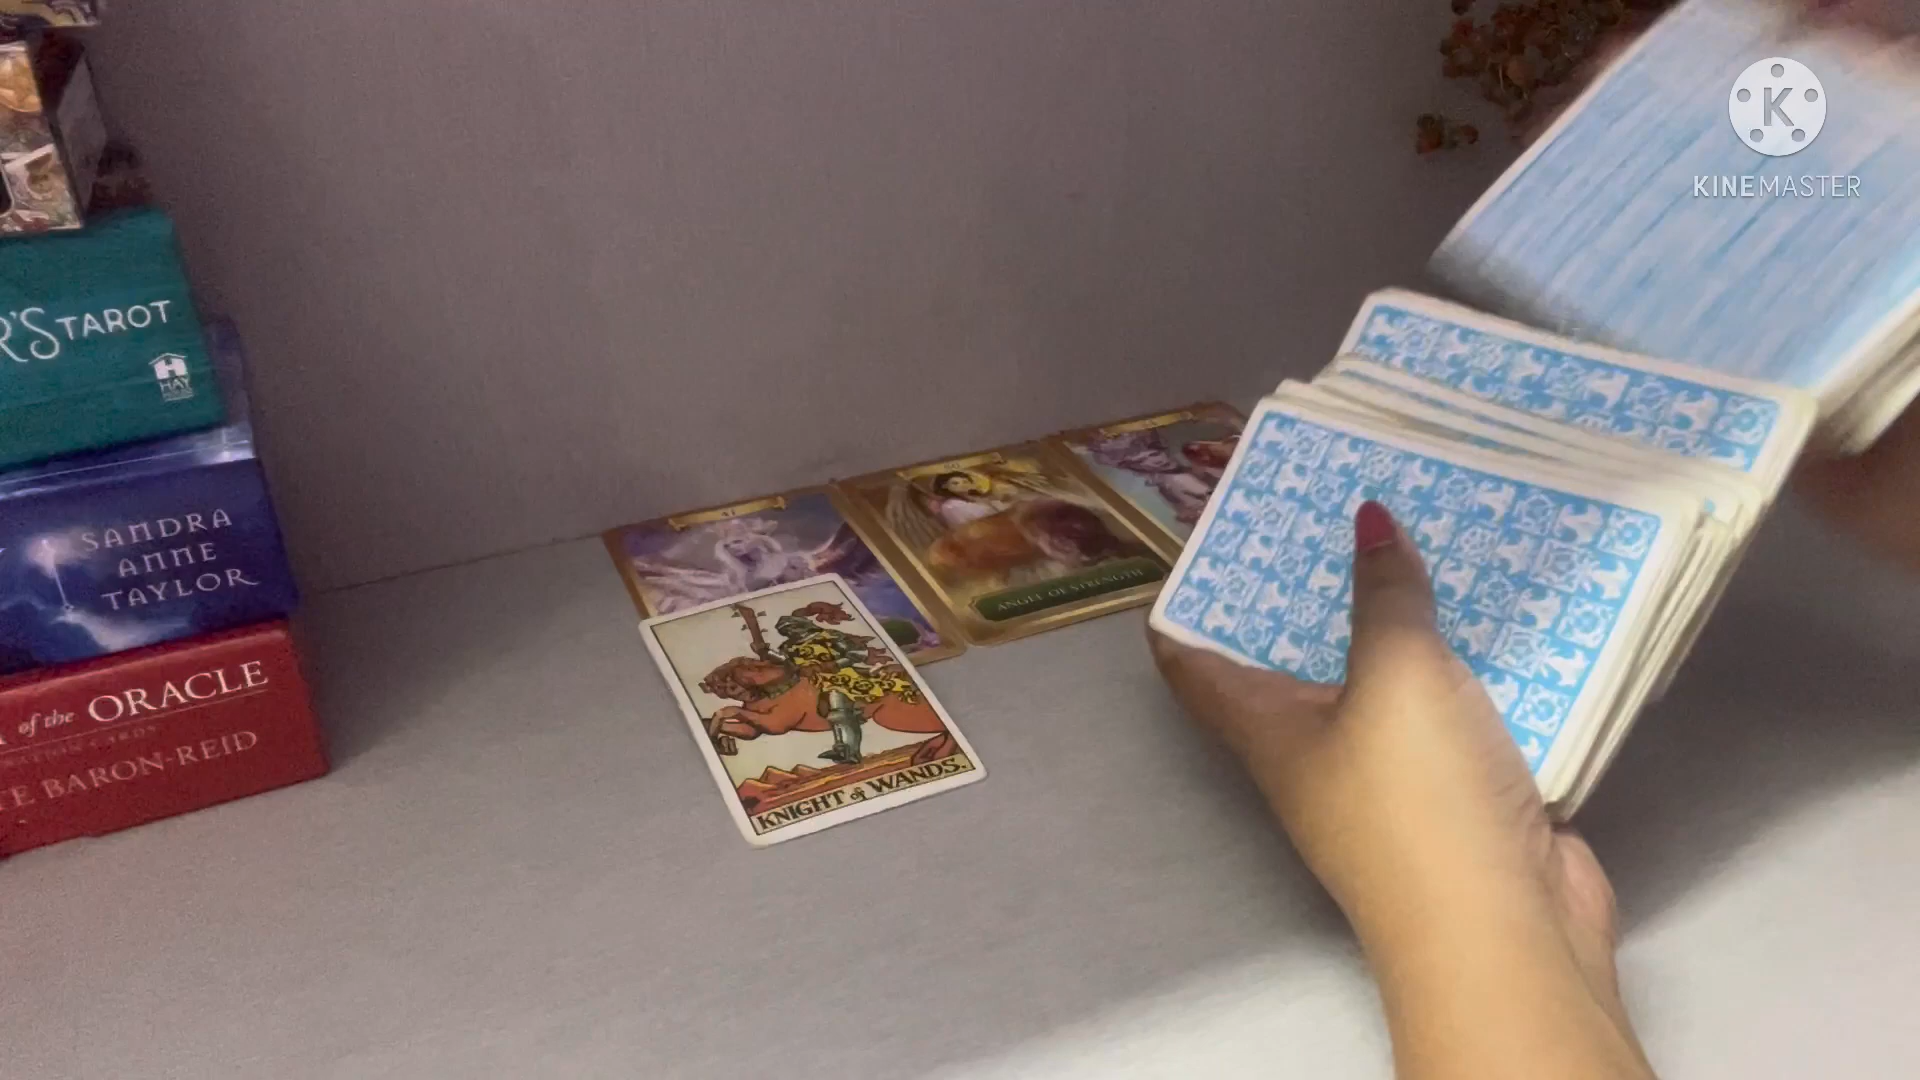 KINEMASTER
R'S TAROT
HAY
SANDRA
ANNE
TAYLOR
of the ORACLE
BARON-REID
ANGEL OF STRENGTH
KNIGHT of WANDS.